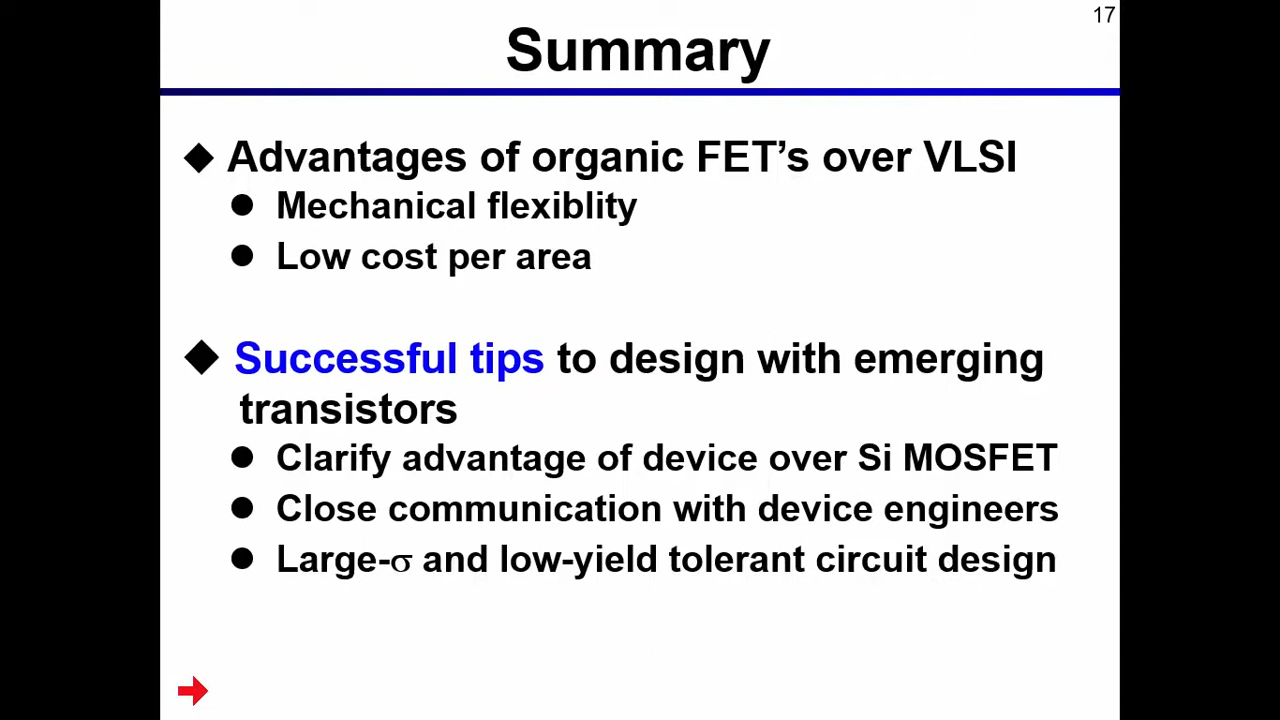 17
Summary
◆ Advantages of organic FET’s over VLSI
● Mechanical flexiblity
● Low cost per area
◆ Successful tips to design with emerging
transistors
● Clarify advantage of device over Si MOSFET
● Close communication with device engineers
● Large-σ and low-yield tolerant circuit design